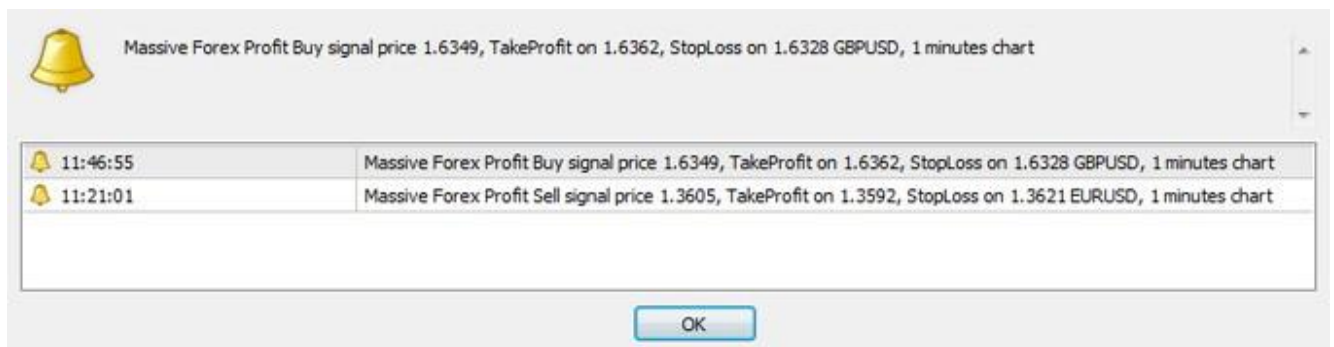 Massive Forex Profit Buy signal price 1.6349, TakeProfit on 1.6362, StopLoss on 1.6328 GBPUSD, 1 minutes chart
11:46:55 Massive Forex Profit Buy signal price 1.6349, TakeProfit on 1.6362, StopLoss on 1.6328 GBPUSD, 1 minutes chart
11:21:01 Massive Forex Profit Sell signal price 1.3605, TakeProfit on 1.3592, StopLoss on 1.3621 EURUSD, 1 minutes chart
OK